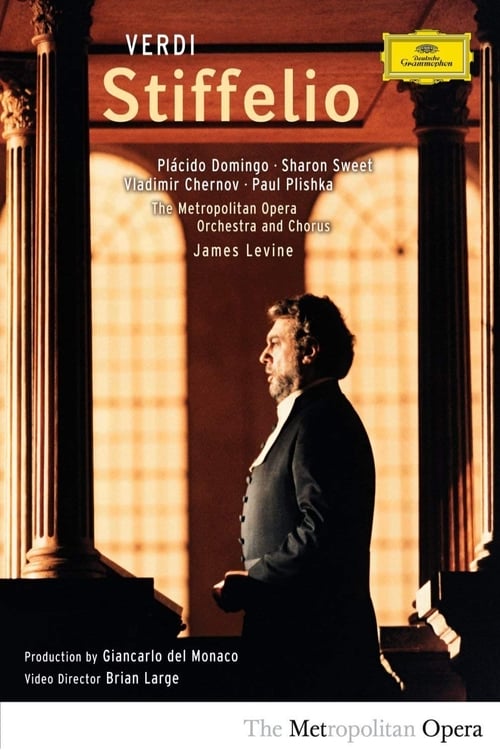 VERDI
Deutsche
Grammophon
Stiffelio
Plácido Domingo · Sharon Sweet
Vladimir Chernov · Paul Plishka
The Metropolitan Opera
Orchestra and Chorus
James Levine
Production by Giancarlo del Monaco
Video Director Brian Large
The Metropolitan Opera